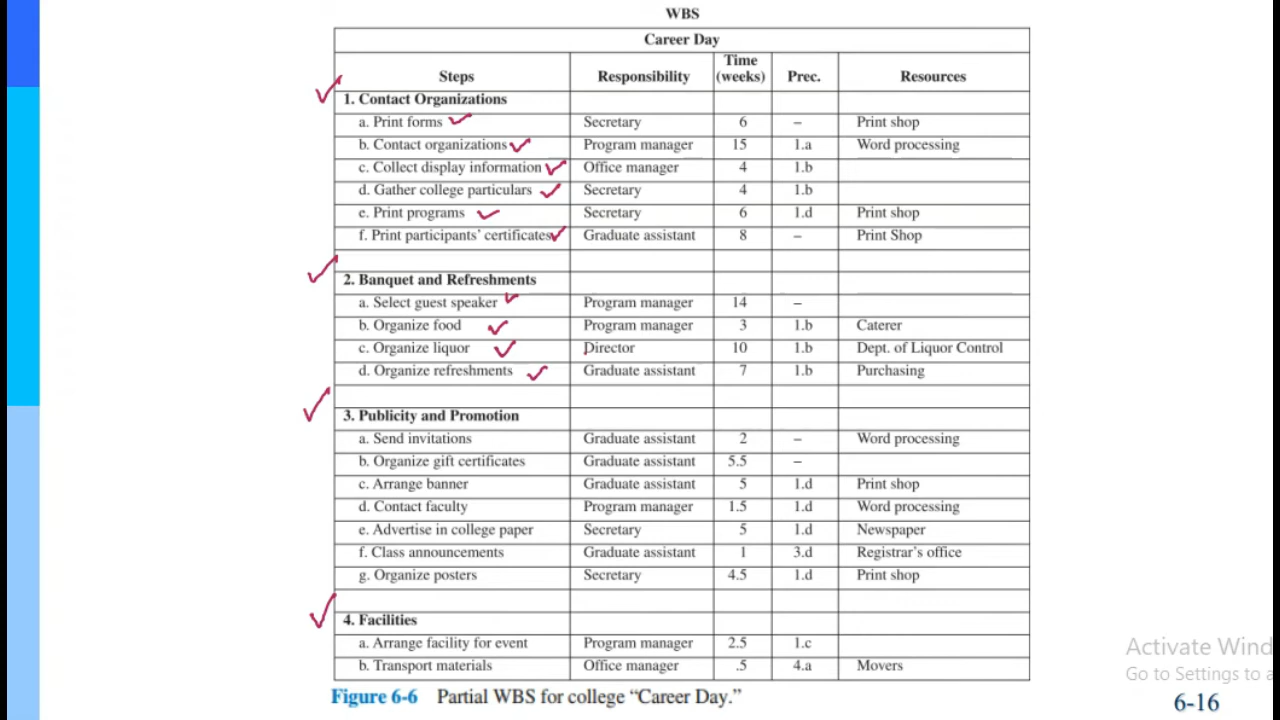 WBS
Career Day
Steps Responsibility Time (weeks) Prec. Resources
1. Contact Organizations
a. Print forms Secretary 6 – Print shop
b. Contact organizations Program manager 15 1.a Word processing
c. Collect display information Office manager 4 1.b
d. Gather college particulars Secretary 4 1.b
e. Print programs Secretary 6 1.d Print shop
f. Print participants' certificates Graduate assistant 8 – Print Shop
2. Banquet and Refreshments
a. Select guest speaker Program manager 14 –
b. Organize food Program manager 3 1.b Caterer
c. Organize liquor Director 10 1.b Dept. of Liquor Control
d. Organize refreshments Graduate assistant 7 1.b Purchasing
3. Publicity and Promotion
a. Send invitations Graduate assistant 2 – Word processing
b. Organize gift certificates Graduate assistant 5.5 –
c. Arrange banner Graduate assistant 5 1.d Print shop
d. Contact faculty Program manager 1.5 1.d Word processing
e. Advertise in college paper Secretary 5 1.d Newspaper
f. Class announcements Graduate assistant 1 3.d Registrar's office
g. Organize posters Secretary 4.5 1.d Print shop
4. Facilities
a. Arrange facility for event Program manager 2.5 1.c
b. Transport materials Office manager .5 4.a Movers
Figure 6-6 Partial WBS for college “Career Day.”
Activate Wind
Go to Settings to a
6-16